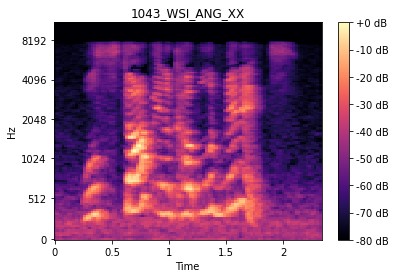 1043_WSI_ANG_XX
Hz
8192
4096
2048
1024
512
0
0
0.5
1
1.5
2
Time
+0 dB
-10 dB
-20 dB
-30 dB
-40 dB
-50 dB
-60 dB
-70 dB
-80 dB